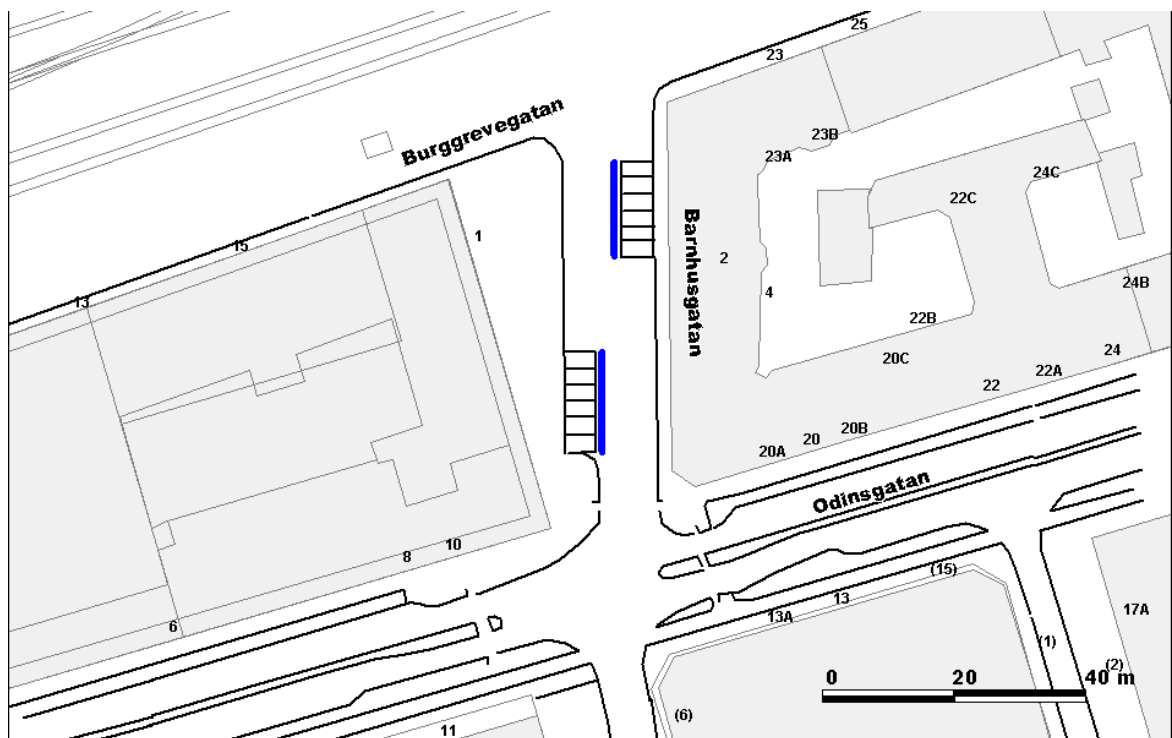 25
23
Burggrevegatan
23B
23A
24C
22C
Barnhusgatan
1
15
2
24B
4
13
22B
24
20C
22A
22
20B
20
20A
Odinsgatan
10
8
(15)
13
17A
13A
6
(1)
(2)
0 20 40 m
(6)
11